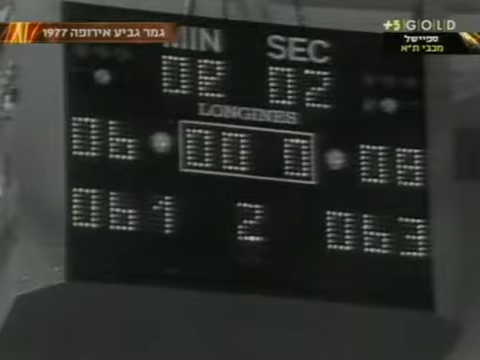 גמר גביע אירופה 1977
+5 GOLD
ספיישל
מכבי ת"א
MIN SEC
02 02
LONGINES
06 00 0 08
061 2 063